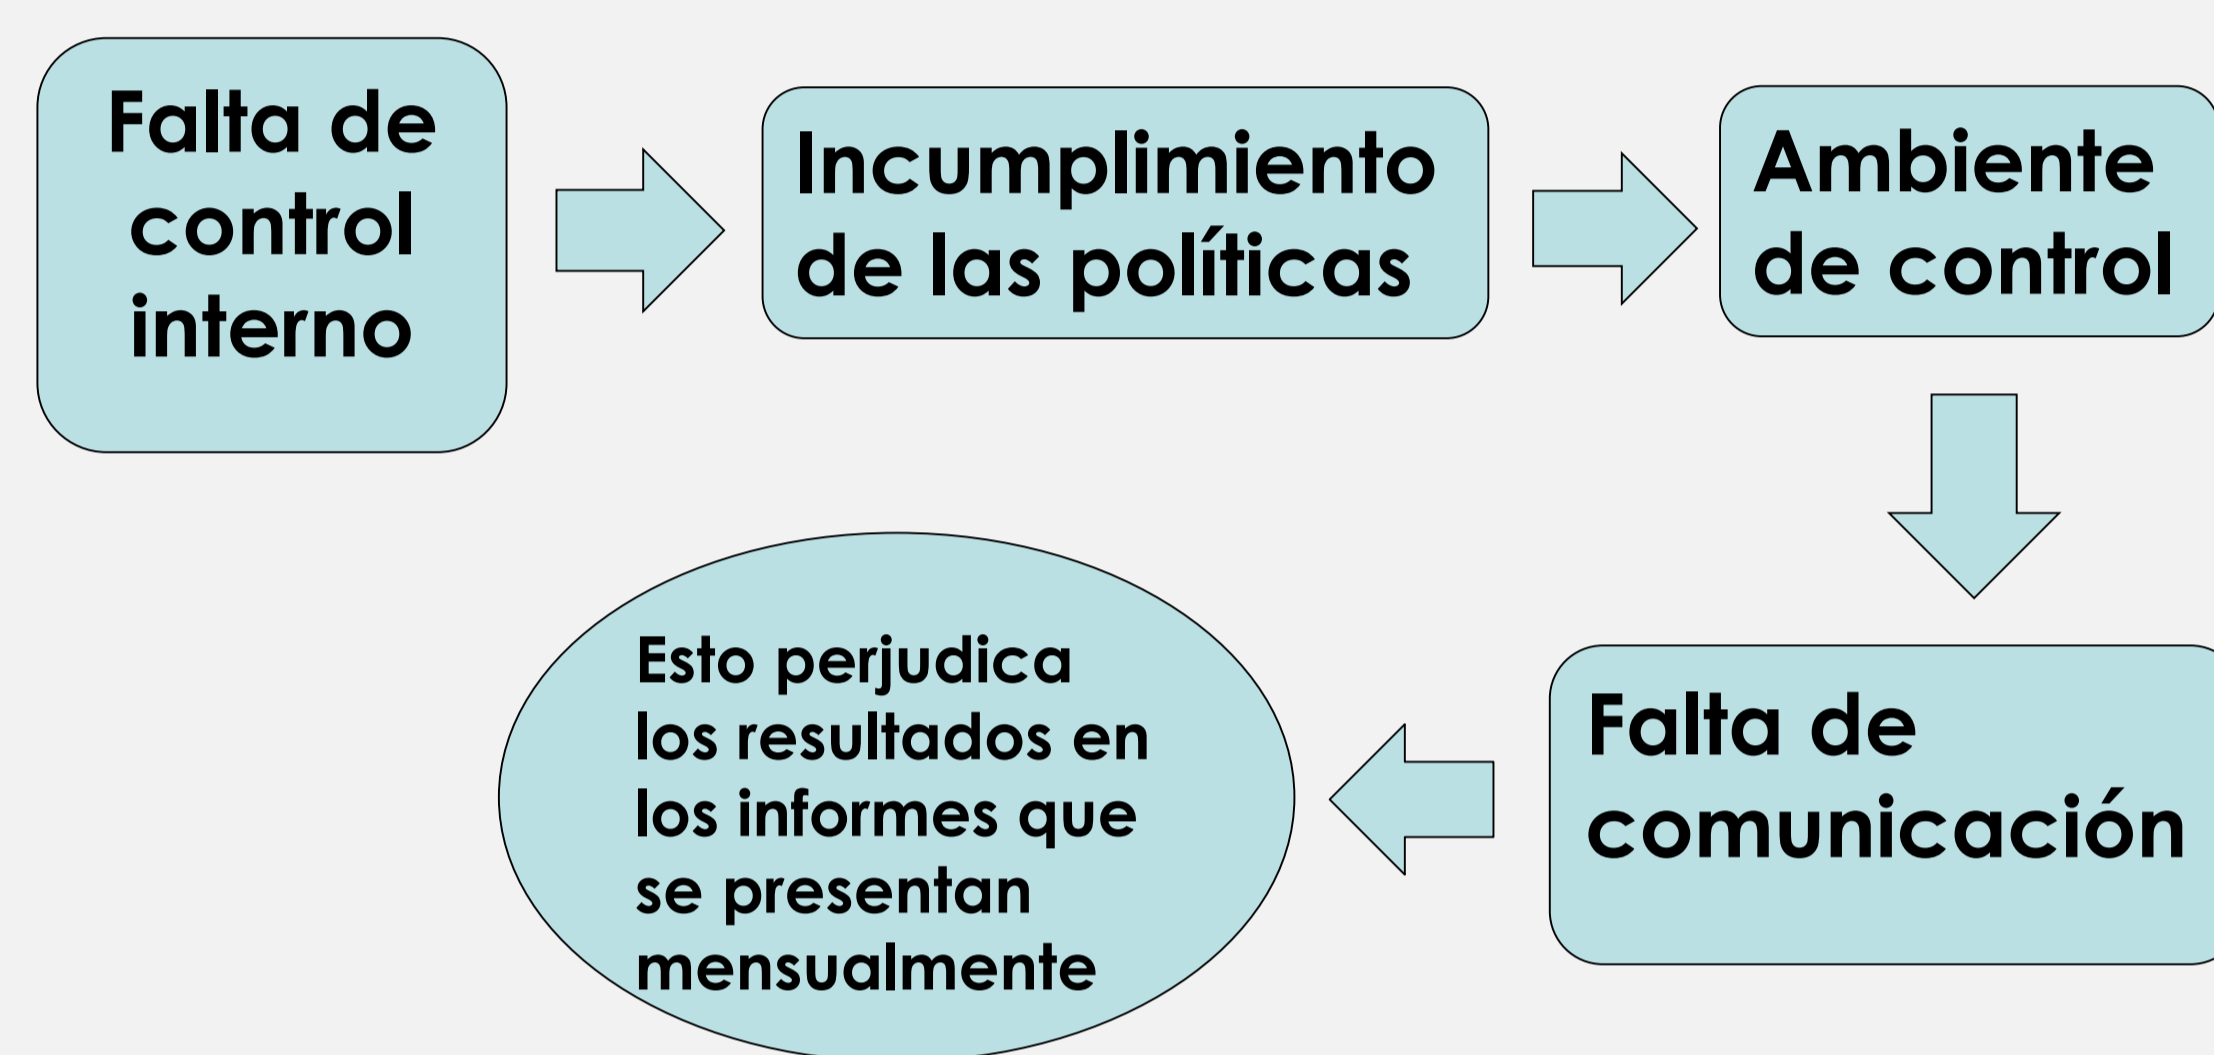 Falta de
control
interno
Incumplimiento
de las políticas
Ambiente
de control
Falta de
comunicación
Esto perjudica
los resultados en
los informes que
se presentan
mensualmente